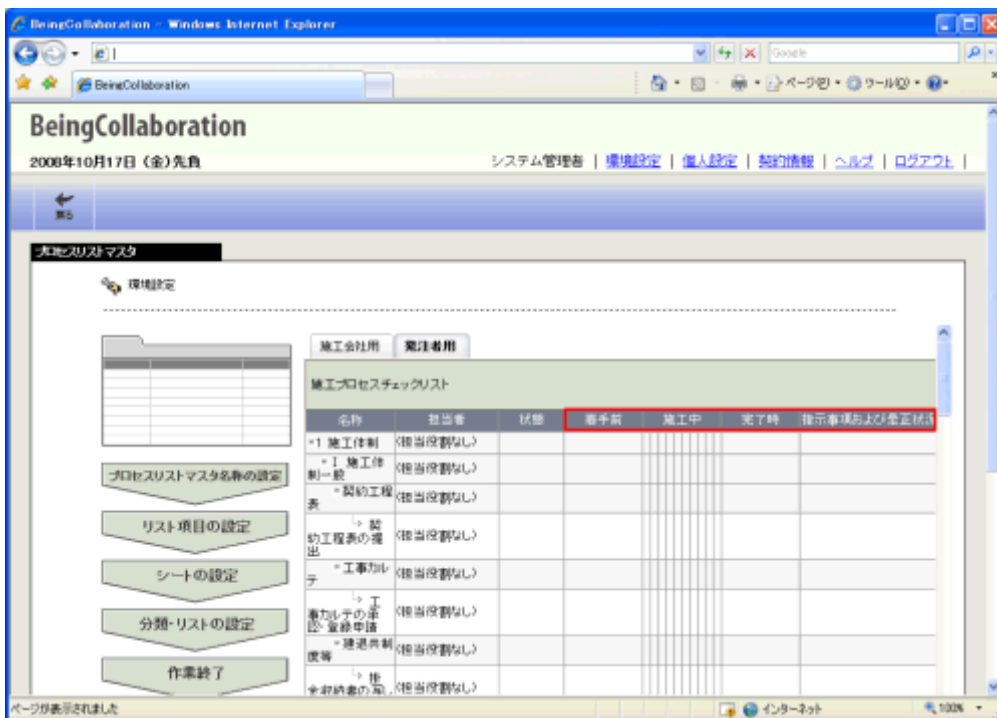 BeingCollaboration - Windows Internet Explorer
Google
BeingCollaboration
ページ(P)
ツール(O)
BeingCollaboration
2008年10月17日（金）先負
システム管理者 | 環境設定 | 個人設定 | 契約情報 | ヘルプ | ログアウト |
戻る
プロセスリストマスタ
環境設定
施工会社用
発注者用
施工プロセスチェックリスト
名称 担当者 状態 着手前 施工中 完了時 指示事項および是正状況
プロセスリストマスタ名称の設定
リスト項目の設定
シートの設定
分類・リストの設定
作業終了
1 施工体制 (担当役割なし)
I 施工体
制一般 (担当役割なし)
契約工程
表 (担当役割なし)
契
約工程表の提
出 (担当役割なし)
工事カル
テ (担当役割なし)
工
事カルテの承
認・登録申請 (担当役割なし)
建退共制
度等 (担当役割なし)
掛
金収納書の写し (担当役割なし)
ページが表示されました
インターネット
100%